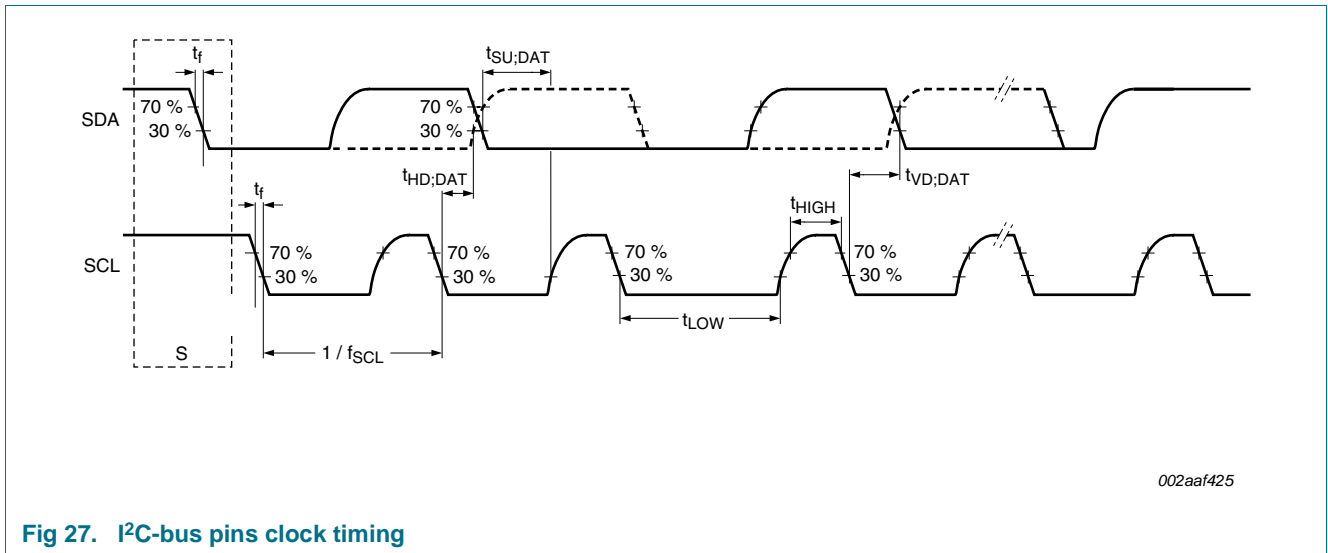 tf
tSU;DAT
70 %
30 %
70 %
30 %
SDA
tHD;DAT
tVD;DAT
tf
tHIGH
70 %
30 %
70 %
30 %
70 %
30 %
70 %
30 %
SCL
tLOW
S
1 / fSCL
002aaf425
Fig 27. I²C-bus pins clock timing